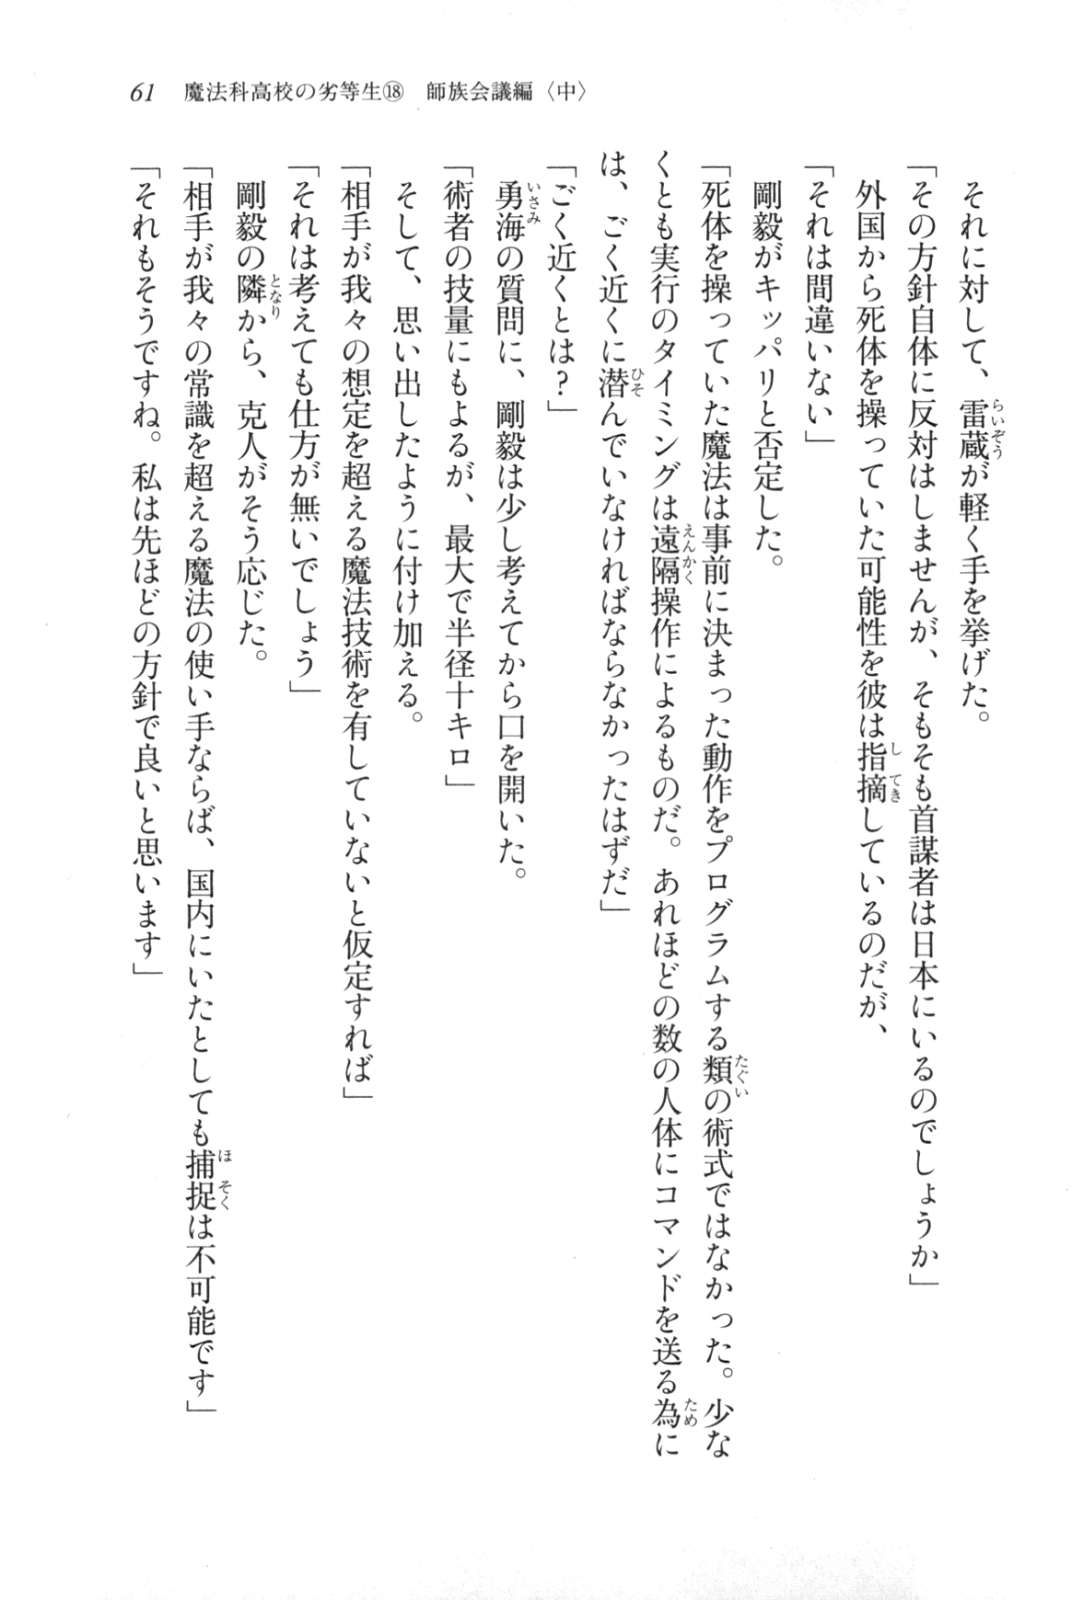 61　魔法科高校の劣等生⑱　師族会議編〈中〉
それに対して、雷蔵が軽く手を挙げた。
「その方針自体に反対はしませんが、そもそも首謀者は日本にいるのでしょうか」
外国から死体を操っていた可能性を彼は指摘しているのだが、
「それは間違いない」
剛毅がキッパリと否定した。
「死体を操っていた魔法は事前に決まった動作をプログラムする類の術式ではなかった。少な
くとも実行のタイミングは遠隔操作によるものだ。あれほどの数の人体にコマンドを送る為に
は、ごく近くに潜んでいなければならなかったはずだ」
「ごく近くとは?」
勇海の質問に、剛毅は少し考えてから口を開いた。
「術者の技量にもよるが、最大で半径十キロ」
そして、思い出したように付け加える。
「相手が我々の想定を超える魔法技術を有していないと仮定すれば」
「それは考えても仕方が無いでしょう」
剛毅の隣から、克人がそう応じた。
「相手が我々の常識を超える魔法の使い手ならば、国内にいたとしても捕捉は不可能です」
「それもそうですね。私は先ほどの方針で良いと思います」